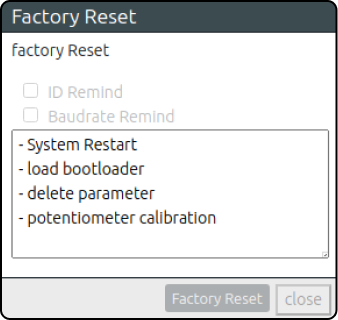 Factory Reset
factory Reset
ID Remind
Baudrate Remind
- System Restart
- load bootloader
- delete parameter
- potentiometer calibration
Factory Reset close